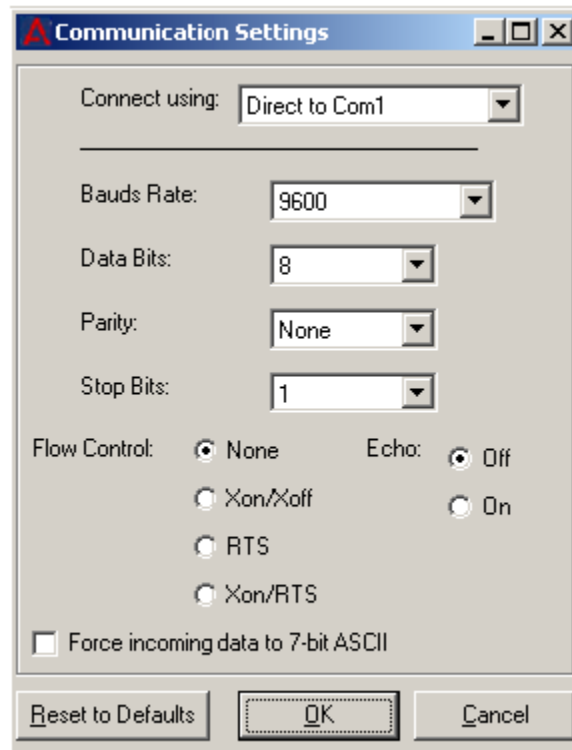 Communication Settings
Connect using: Direct to Com1
Bauds Rate: 9600
Data Bits: 8
Parity: None
Stop Bits: 1
Flow Control: None Echo: Off
Xon/Xoff On
RTS
Xon/RTS
Force incoming data to 7-bit ASCII
Reset to Defaults OK Cancel